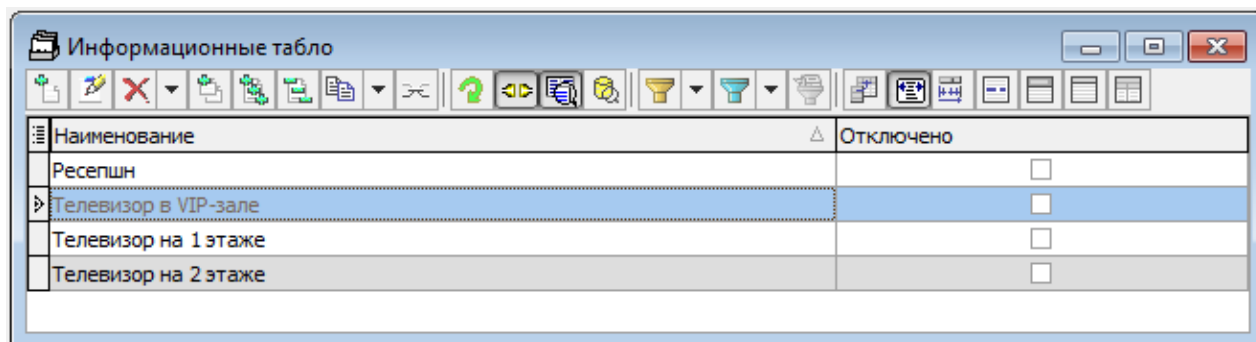 Информационные табло
Наименование Отключено
Ресепшн
Телевизор в VIP-зале
Телевизор на 1 этаже
Телевизор на 2 этаже